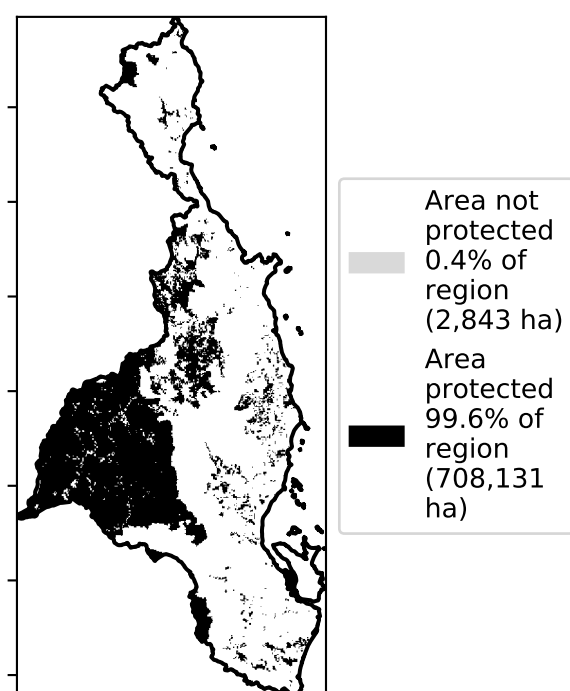 Area not
protected
0.4% of
region
(2,843 ha)
Area
protected
99.6% of
region
(708,131
ha)